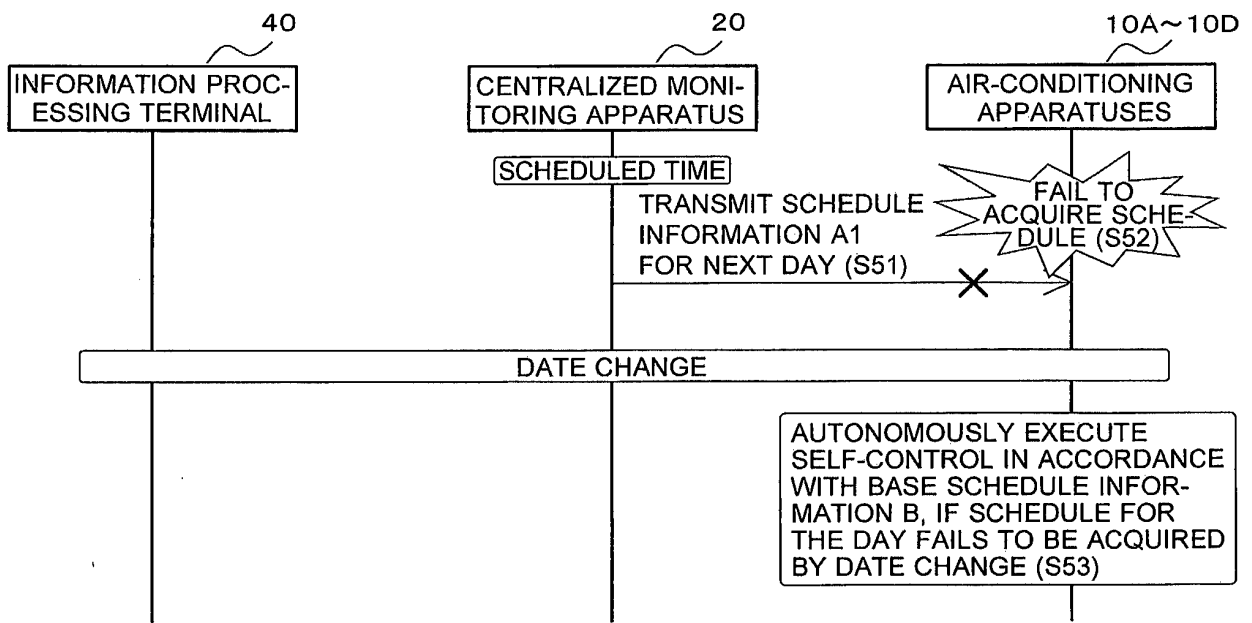 40
20
10A~10D
INFORMATION PROC-
ESSING TERMINAL
CENTRALIZED MONI-
TORING APPARATUS
AIR-CONDITIONING
APPARATUSES
SCHEDULED TIME
FAIL TO
ACQUIRE SCHE-
DULE (S52)
TRANSMIT SCHEDULE
INFORMATION A1
FOR NEXT DAY (S51)
DATE CHANGE
AUTONOMOUSLY EXECUTE
SELF-CONTROL IN ACCORDANCE
WITH BASE SCHEDULE INFOR-
MATION B, IF SCHEDULE FOR
THE DAY FAILS TO BE ACQUIRED
BY DATE CHANGE (S53)